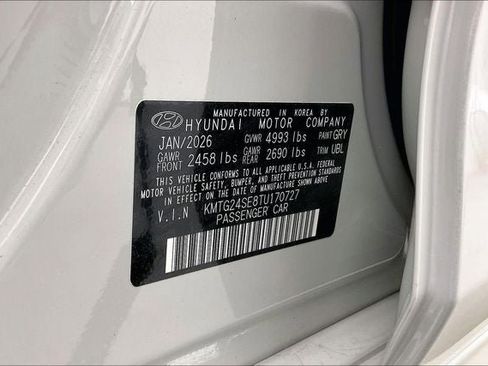 MANUFACTURED IN KOREA BY
HYUNDAI MOTOR COMPANY
JAN/2026 GVWR 4993 lbs PAINT GRY
GAWR FRONT 2458 lbs GAWR REAR 2690 lbs TRIM UBL
THIS VEHICLE CONFORMS TO ALL APPLICABLE U.S.A. FEDERAL
MOTOR VEHICLE SAFETY, BUMPER, AND THEFT PREVENTION
STANDARDS IN EFFECT ON THE DATE OF MANUFACTURE SHOWN ABOVE.
V.I.N KMTG24SE8TU170727
PASSENGER CAR